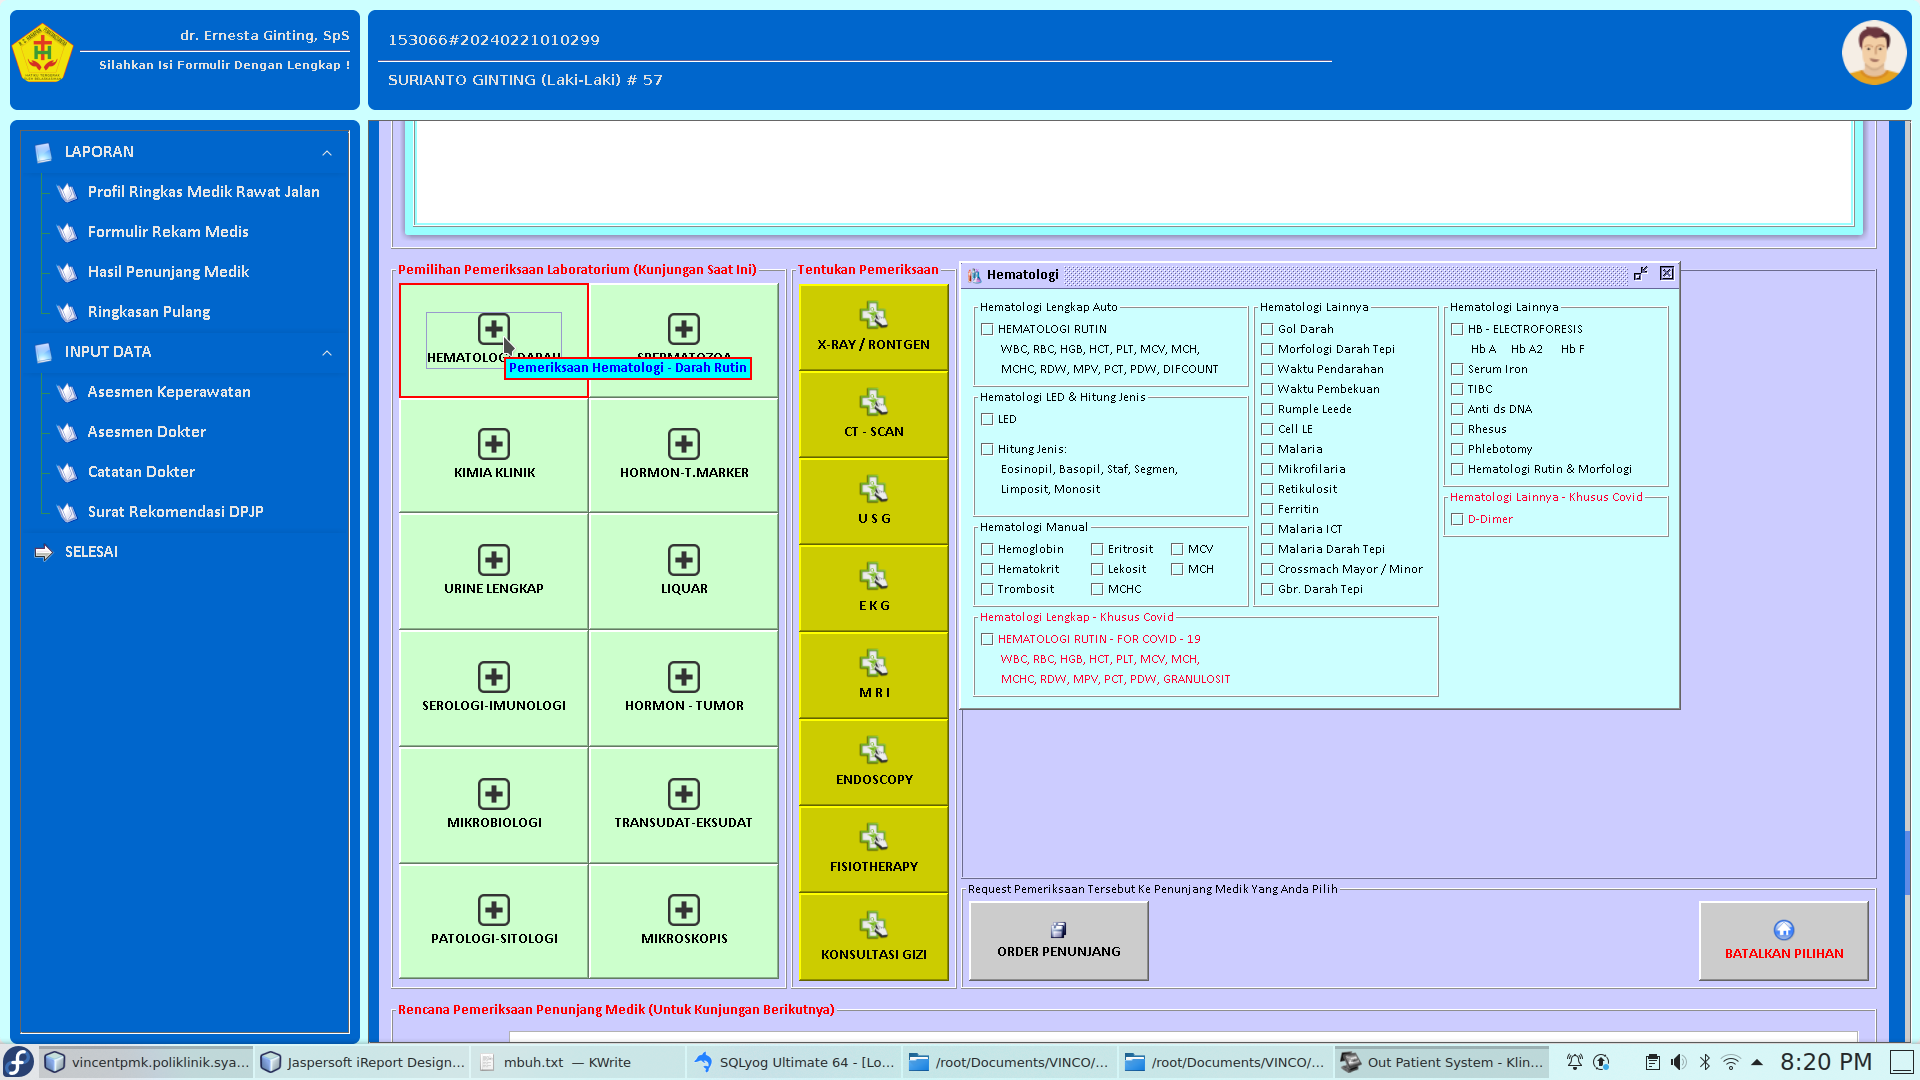 dr. Ernesta Ginting, SpS
Silahkan Isi Formulir Dengan Lengkap !
153066#20240221010299
SURIANTO GINTING (Laki-Laki) # 57
LAPORAN
Profil Ringkas Medik Rawat Jalan
Formulir Rekam Medis
Hasil Penunjang Medik
Ringkasan Pulang
INPUT DATA
Asesmen Keperawatan
Asesmen Dokter
Catatan Dokter
Surat Rekomendasi DPJP
SELESAI
Pemilihan Pemeriksaan Laboratorium (Kunjungan Saat Ini)
HEMATOLOGI-DARAH
SPERMATOZOA
Pemeriksaan Hematologi - Darah Rutin
KIMIA KLINIK
HORMON-T.MARKER
URINE LENGKAP
LIQUAR
SEROLOGI-IMUNOLOGI
HORMON - TUMOR
MIKROBIOLOGI
TRANSUDAT-EKSUDAT
PATOLOGI-SITOLOGI
MIKROSKOPIS
Tentukan Pemeriksaan
X-RAY / RONTGEN
CT - SCAN
U S G
E K G
M R I
ENDOSCOPY
FISIOTHERAPY
KONSULTASI GIZI
Hematologi
Hematologi Lengkap Auto
HEMATOLOGI RUTIN
WBC, RBC, HGB, HCT, PLT, MCV, MCH,
MCHC, RDW, MPV, PCT, PDW, DIFCOUNT
Hematologi LED & Hitung Jenis
LED
Hitung Jenis:
Eosinopil, Basopil, Staf, Segmen,
Limposit, Monosit
Hematologi Manual
Hemoglobin
Eritrosit
MCV
Hematokrit
Lekosit
MCH
Trombosit
MCHC
Hematologi Lengkap - Khusus Covid
HEMATOLOGI RUTIN - FOR COVID - 19
WBC, RBC, HGB, HCT, PLT, MCV, MCH,
MCHC, RDW, MPV, PCT, PDW, GRANULOSIT
Hematologi Lainnya
Gol Darah
Morfologi Darah Tepi
Waktu Pendarahan
Waktu Pembekuan
Rumple Leede
Cell LE
Malaria
Mikrofilaria
Retikulosit
Ferritin
Malaria ICT
Malaria Darah Tepi
Crossmach Mayor / Minor
Gbr. Darah Tepi
Hematologi Lainnya
HB - ELECTROFORESIS
Hb A Hb A2 Hb F
Serum Iron
TIBC
Anti ds DNA
Rhesus
Phlebotomy
Hematologi Rutin & Morfologi
Hematologi Lainnya - Khusus Covid
D-Dimer
Request Pemeriksaan Tersebut Ke Penunjang Medik Yang Anda Pilih
ORDER PENUNJANG
BATALKAN PILIHAN
Rencana Pemeriksaan Penunjang Medik (Untuk Kunjungan Berikutnya)
vincentpmk.poliklinik.sya...
Jaspersoft iReport Design...
mbuh.txt — KWrite
SQLyog Ultimate 64 - [Lo...
/root/Documents/VINCO/...
/root/Documents/VINCO/...
Out Patient System - Klin...
8:20 PM